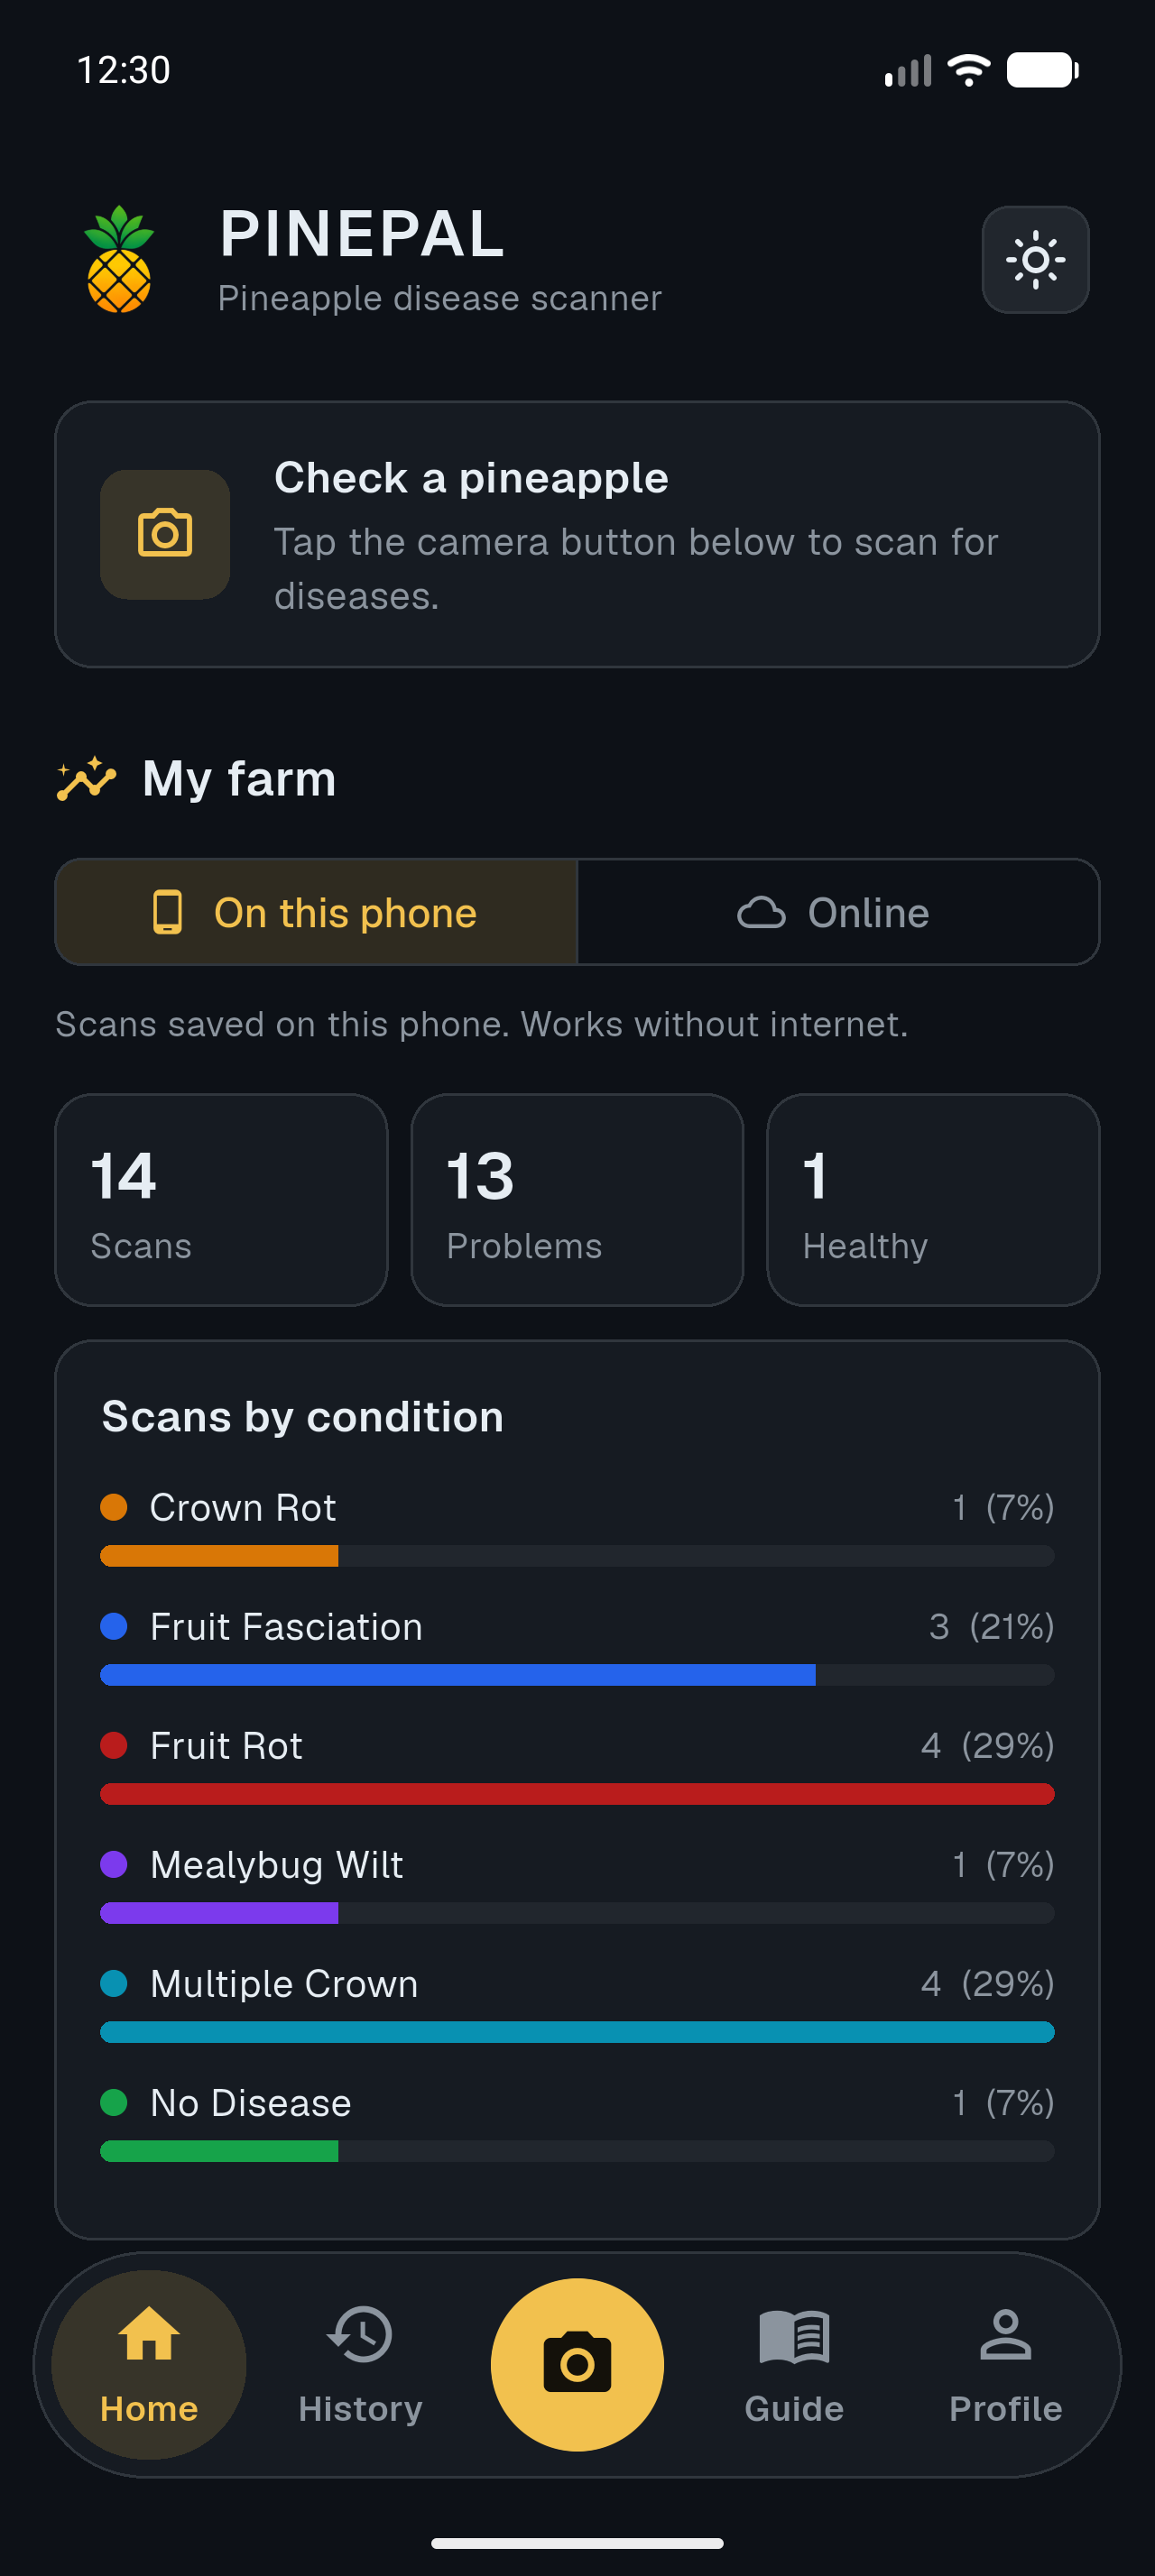 12:30
PINEPAL
Pineapple disease scanner
Check a pineapple
Tap the camera button below to scan for
diseases.
My farm
On this phone
Online
Scans saved on this phone. Works without internet.
14
Scans
13
Problems
1
Healthy
Scans by condition
Crown Rot 1 (7%)
Fruit Fasciation 3 (21%)
Fruit Rot 4 (29%)
Mealybug Wilt 1 (7%)
Multiple Crown 4 (29%)
No Disease 1 (7%)
Home
History
Guide
Profile